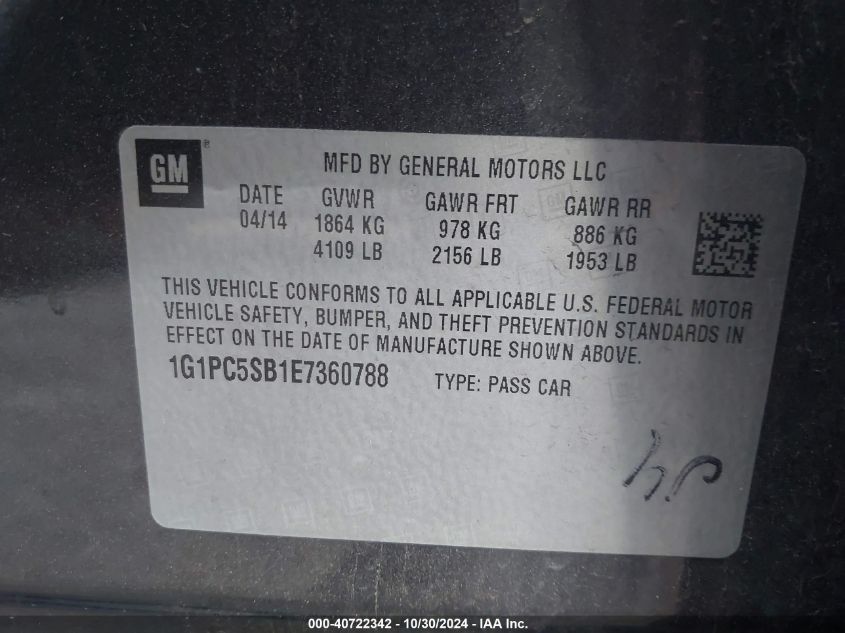 GM ®
MFD BY GENERAL MOTORS LLC
DATE GVWR GAWR FRT GAWR RR
04/14 1864 KG 978 KG 886 KG
4109 LB 2156 LB 1953 LB
THIS VEHICLE CONFORMS TO ALL APPLICABLE U.S. FEDERAL MOTOR
VEHICLE SAFETY, BUMPER, AND THEFT PREVENTION STANDARDS IN
EFFECT ON THE DATE OF MANUFACTURE SHOWN ABOVE.
1G1PC5SB1E7360788 TYPE: PASS CAR
000-40722342 - 10/30/2024 - IAA Inc.